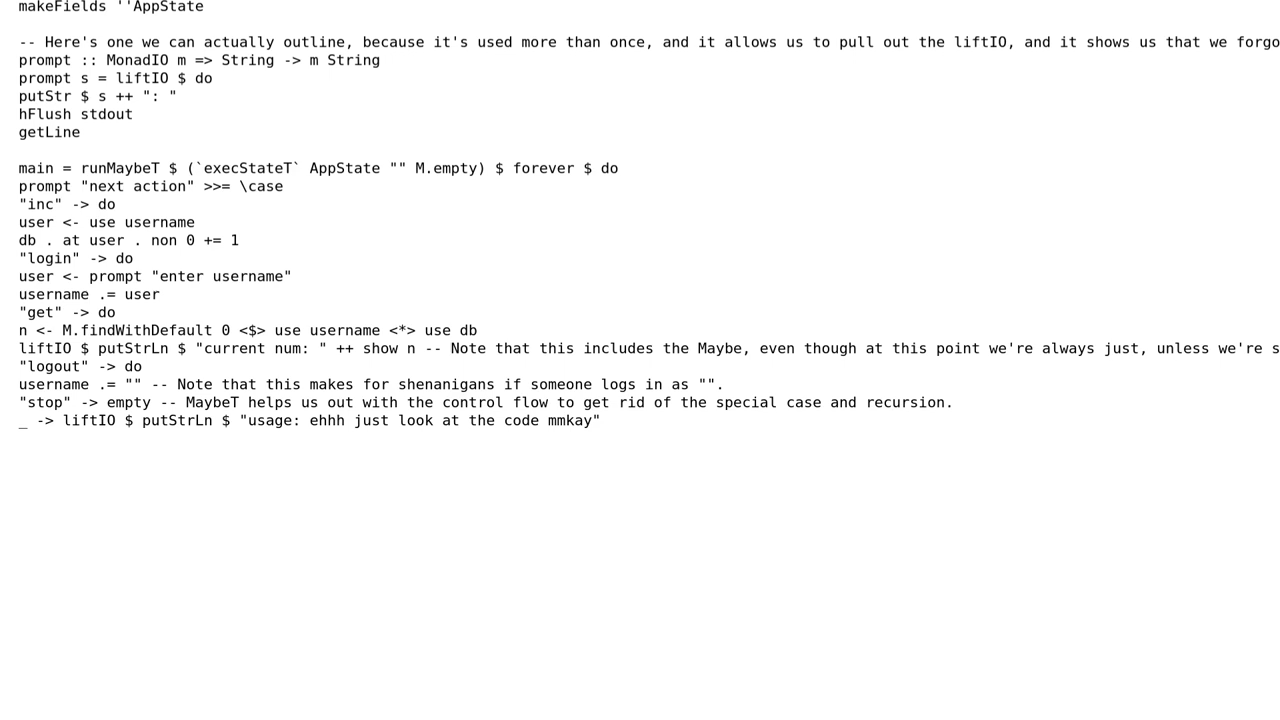 makeFields ''AppState
-- Here's one we can actually outline, because it's used more than once, and it allows us to pull out the liftIO, and it shows us that we forgo
prompt :: MonadIO m => String -> m String
prompt s = liftIO $ do
putStr $ s ++ ": "
hFlush stdout
getLine
main = runMaybeT $ (`execStateT` AppState "" M.empty) $ forever $ do
prompt "next action" >>= \case
"inc" -> do
user <- use username
db . at user . non 0 += 1
"login" -> do
user <- prompt "enter username"
username .= user
"get" -> do
n <- M.findWithDefault 0 <$> use username <*> use db
liftIO $ putStrLn $ "current num: " ++ show n -- Note that this includes the Maybe, even though at this point we're always just, unless we're s
"logout" -> do
username .= "" -- Note that this makes for shenanigans if someone logs in as "".
"stop" -> empty -- MaybeT helps us out with the control flow to get rid of the special case and recursion.
_ -> liftIO $ putStrLn $ "usage: ehhh just look at the code mmkay"